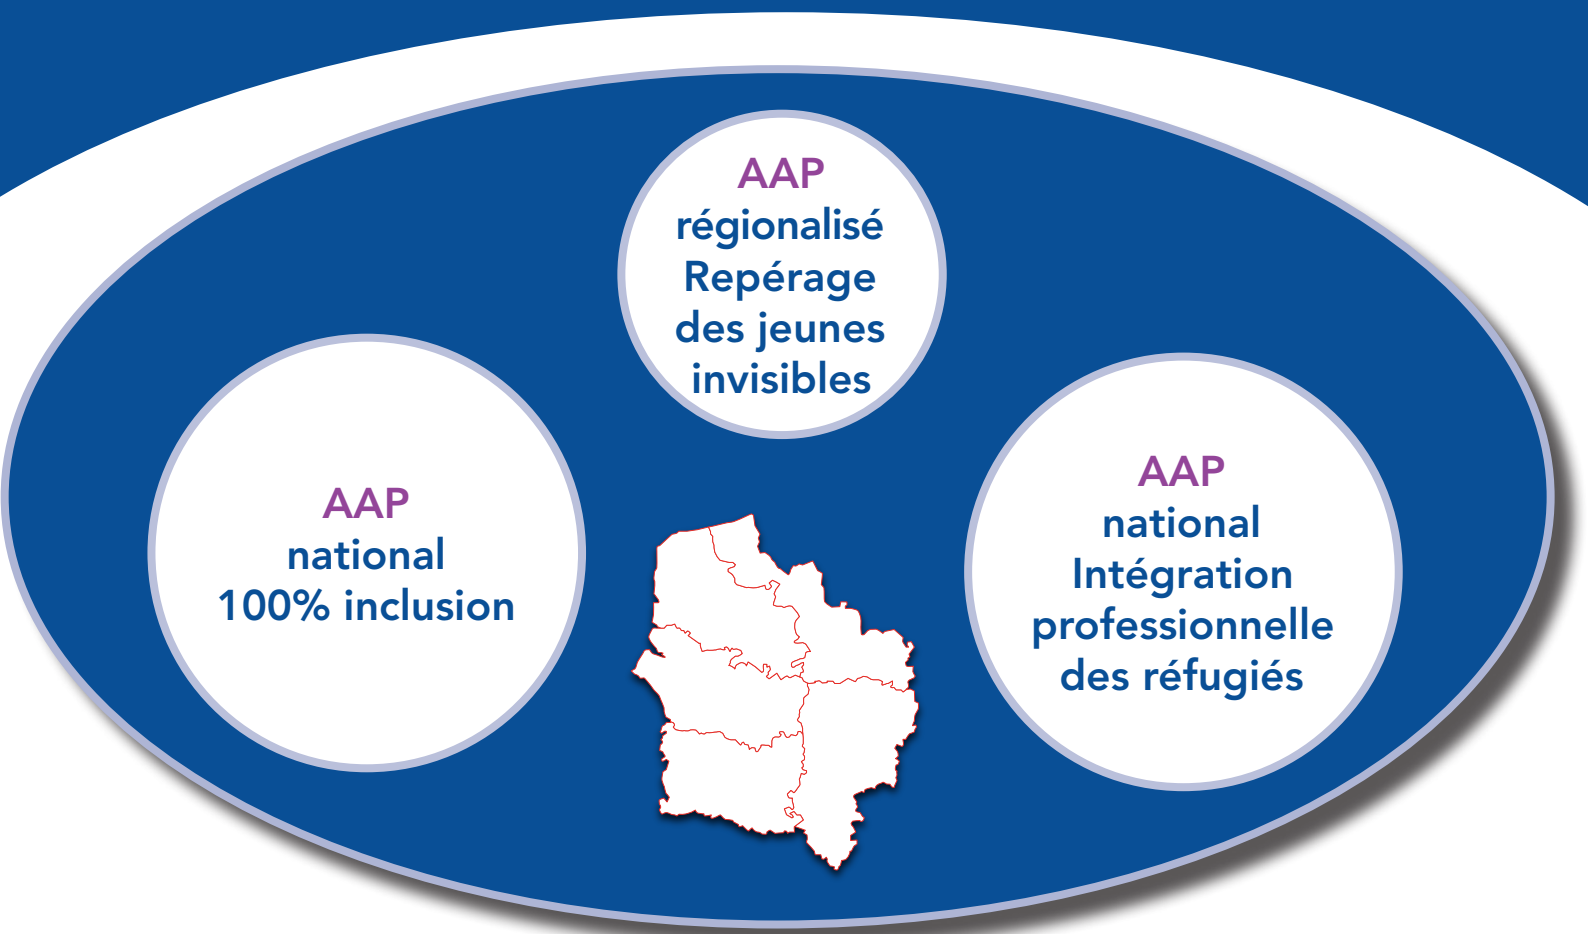 AAP
régionalisé
Repérage
des jeunes
invisibles
AAP
national
100% inclusion
AAP
national
Intégration
professionnelle
des réfugiés